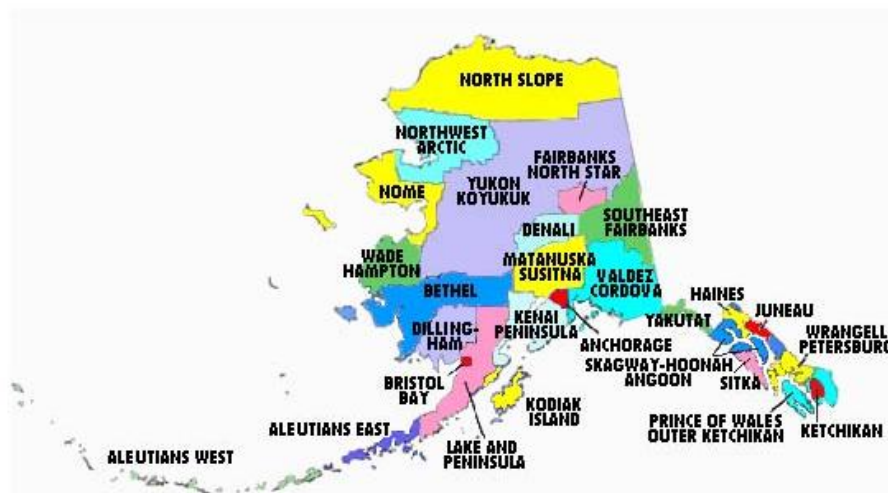 NORTH SLOPE
NORTHWEST
ARCTIC
FAIRBANKS
NORTH STAR
YUKON
KOYUKUK
NOME
SOUTHEAST
FAIRBANKS
DENALI
WADE
HAMPTON
MATANUSKA
SUSITNA
VALDEZ
CORDOVA
BETHEL
HAINES
JUNEAU
DILLING-
HAM
KENAI
PENINSULA
YAKUTAT
WRANGELL
PETERSBURG
ANCHORAGE
SKAGWAY-HOONAH
ANGOON
SITKA
BRISTOL
BAY
KODIAK
ISLAND
PRINCE OF WALES
OUTER KETCHIKAN
KETCHIKAN
ALEUTIANS EAST
LAKE AND
PENINSULA
ALEUTIANS WEST